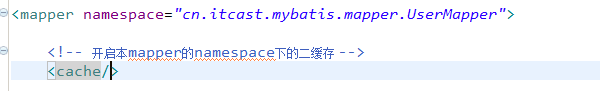 <mapper namespace="cn.itcast.mybatis.mapper.UserMapper">
<!-- 开启本mapper的namespace下的二缓存 -->
<cache/>